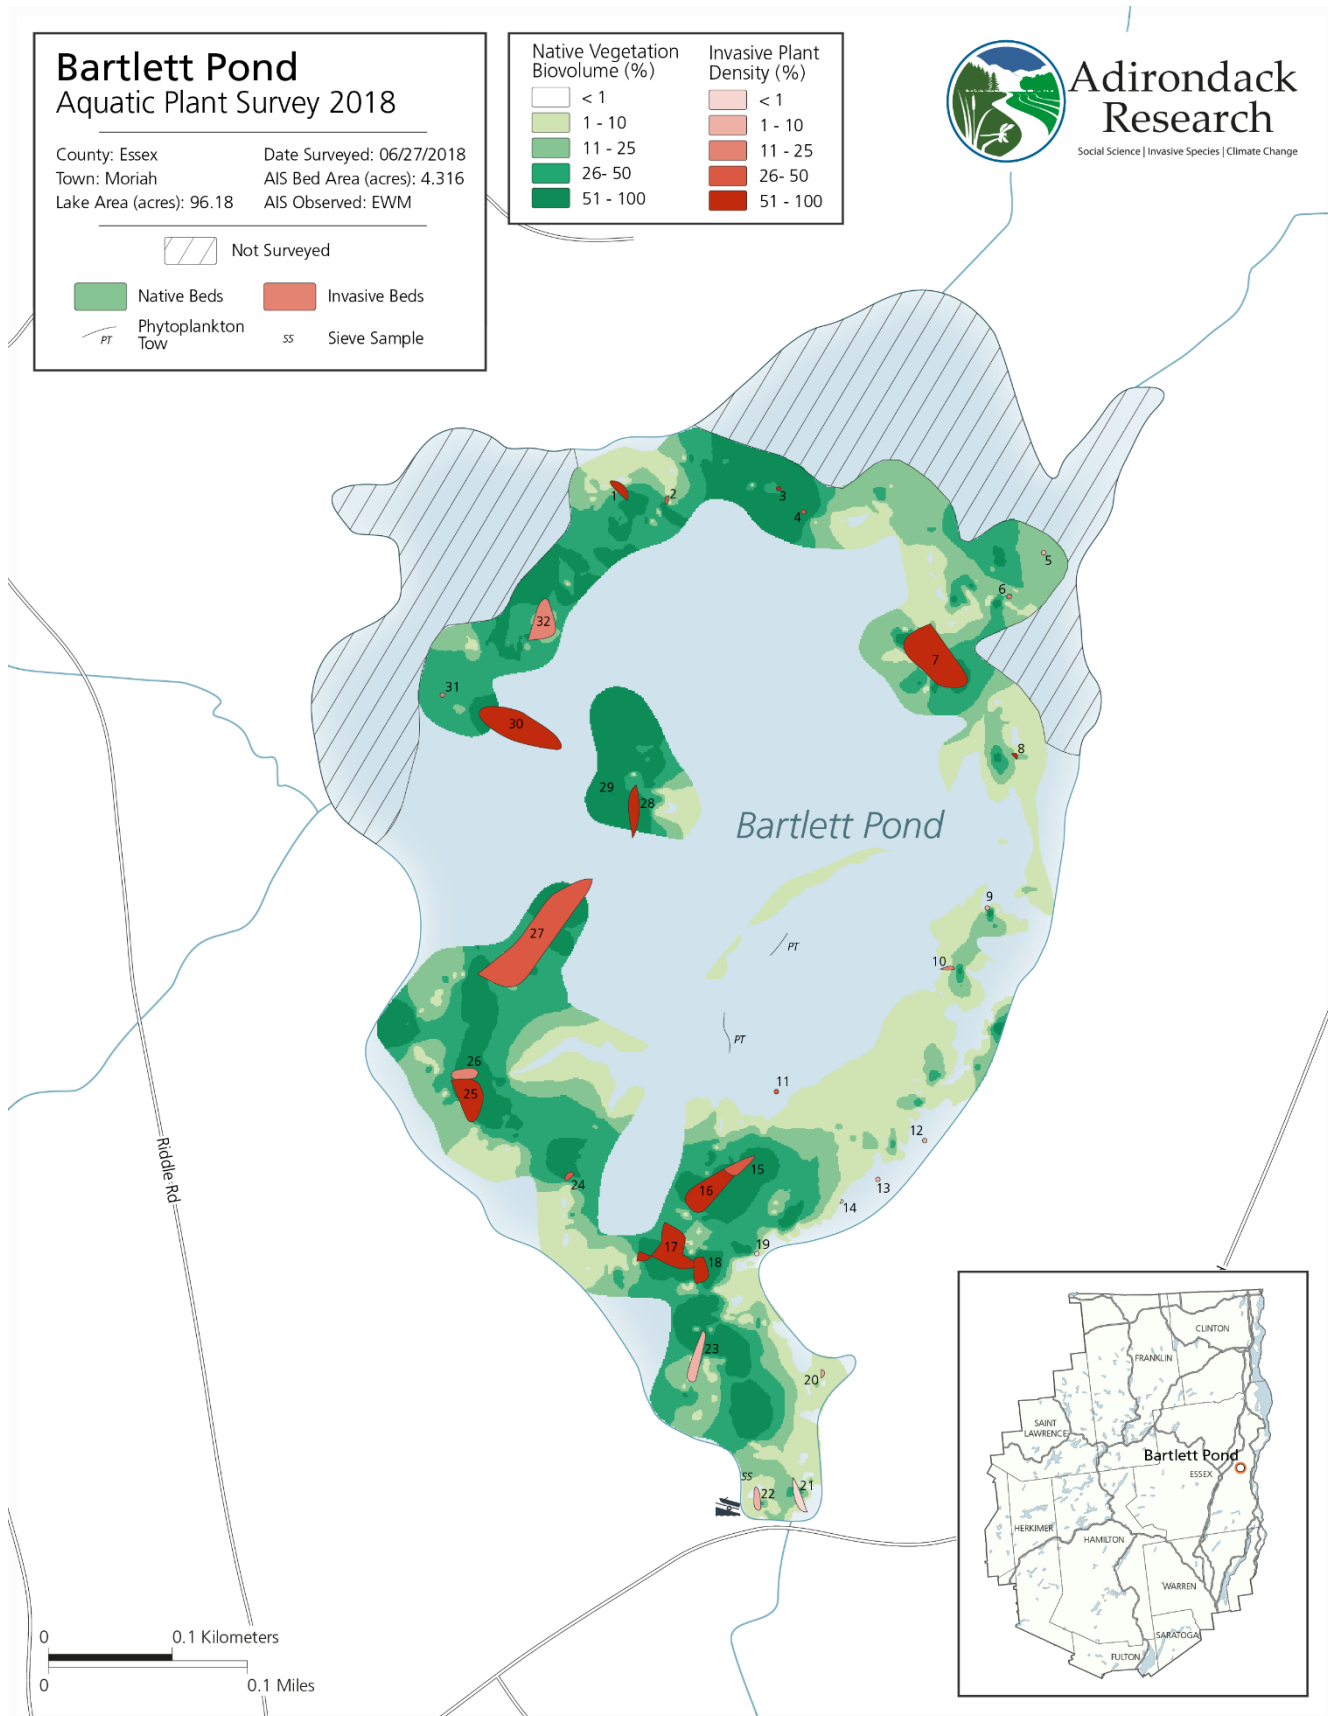 Bartlett Pond
Aquatic Plant Survey 2018
County: Essex
Date Surveyed: 06/27/2018
Town: Moriah
AIS Bed Area (acres): 4.316
Lake Area (acres): 96.18
AIS Observed: EWM
Not Surveyed
Native Beds
Invasive Beds
PT
Phytoplankton
Tow
SS
Sieve Sample
Native Vegetation
Biovolume (%)
< 1
1 - 10
11 - 25
26- 50
51 - 100
Invasive Plant
Density (%)
< 1
1 - 10
11 - 25
26- 50
51 - 100
Adirondack
Research
Social Science | Invasive Species | Climate Change
1
2
3
4
5
6
32
7
31
30
8
29
28
Bartlett Pond
9
27
PT
10
PT
26
11
25
12
15
24
16
13
14
17
19
18
23
20
SS
21
22
Riddle Rd
CLINTON
FRANKLIN
SAINT
LAWRENCE
Bartlett Pond
ESSEX
HERKIMER
HAMILTON
WARREN
SARATOGA
FULTON
0
0.1 Kilometers
0
0.1 Miles